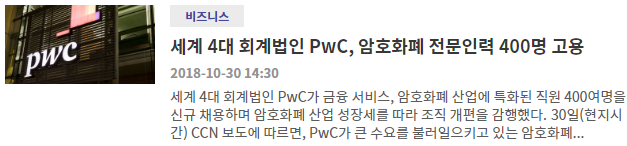 pwc
비즈니스
세계 4대 회계법인 PwC, 암호화폐 전문인력 400명 고용
2018-10-30 14:30
세계 4대 회계법인 PwC가 금융 서비스, 암호화폐 산업에 특화된 직원 400여명을
신규 채용하며 암호화폐 산업 성장세를 따라 조직 개편을 감행했다. 30일(현지시
간) CCN 보도에 따르면, PwC가 큰 수요를 불러일으키고 있는 암호화폐...